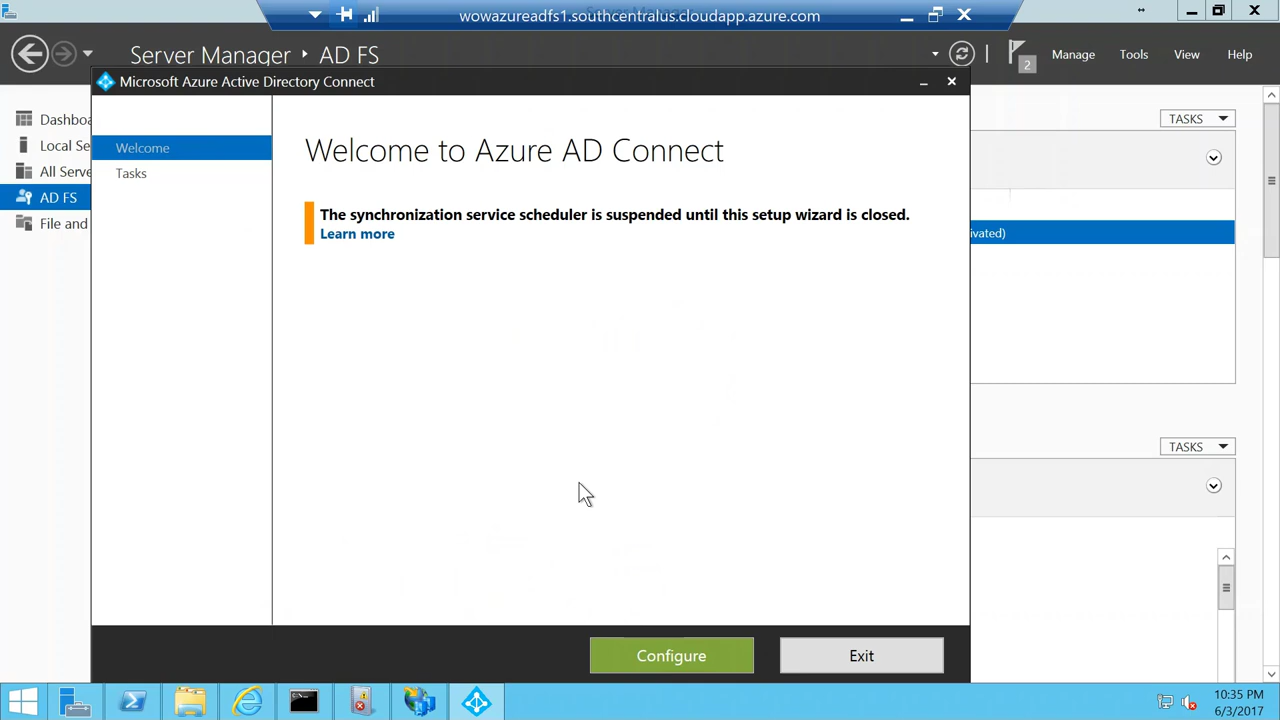 wowazureadfs1.southcentralus.cloudapp.azure.com
Server Manager ‣ AD FS
2
Manage
Tools
View
Help
Microsoft Azure Active Directory Connect
Dashboa
Local Se
All Serve
AD FS
File and
Welcome
Tasks
Welcome to Azure AD Connect
The synchronization service scheduler is suspended until this setup wizard is closed.
Learn more
TASKS
ivated)
TASKS
Configure
Exit
10:35 PM
6/3/2017